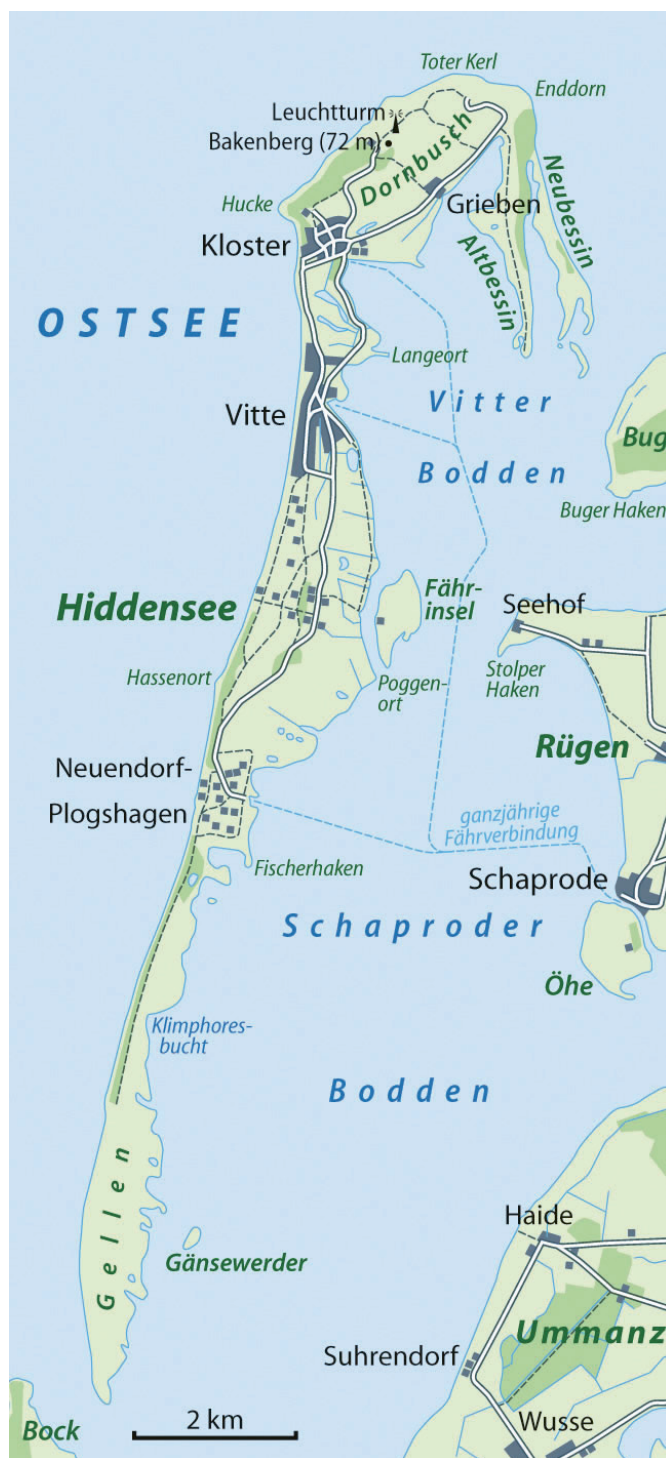 Toter Kerl
Enddorn
Leuchtturm
Bakenberg (72 m)
Dornbusch
Neubessin
Hucke
Grieben
Kloster
Altbessin
OSTSEE
Langeort
Vitter
Vitte
Bug
Bodden
Buger Haken
Hiddensee
Fähr-
insel
Seehof
Hassenort
Poggen-
ort
Stolper
Haken
Rügen
Neuendorf-
Plogshagen
ganzjährige
Fährverbindung
Fischerhaken
Schaprode
Schaproder
Öhe
Klimphores-
bucht
Bodden
Gellen
Haide
Gänsewerder
Ummanz
Suhrendorf
2 km
Wusse
Bock